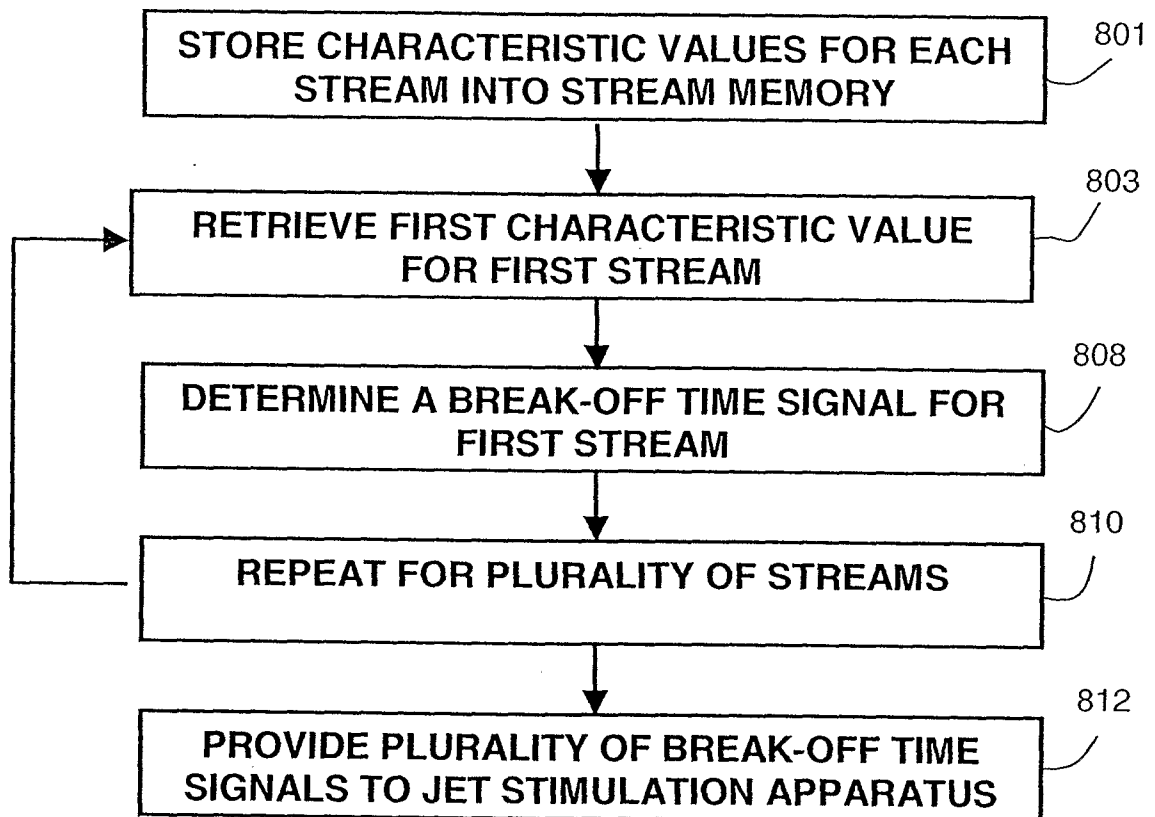 STORE CHARACTERISTIC VALUES FOR EACH
STREAM INTO STREAM MEMORY
801
RETRIEVE FIRST CHARACTERISTIC VALUE
FOR FIRST STREAM
803
DETERMINE A BREAK-OFF TIME SIGNAL FOR
FIRST STREAM
808
REPEAT FOR PLURALITY OF STREAMS
810
PROVIDE PLURALITY OF BREAK-OFF TIME
SIGNALS TO JET STIMULATION APPARATUS
812